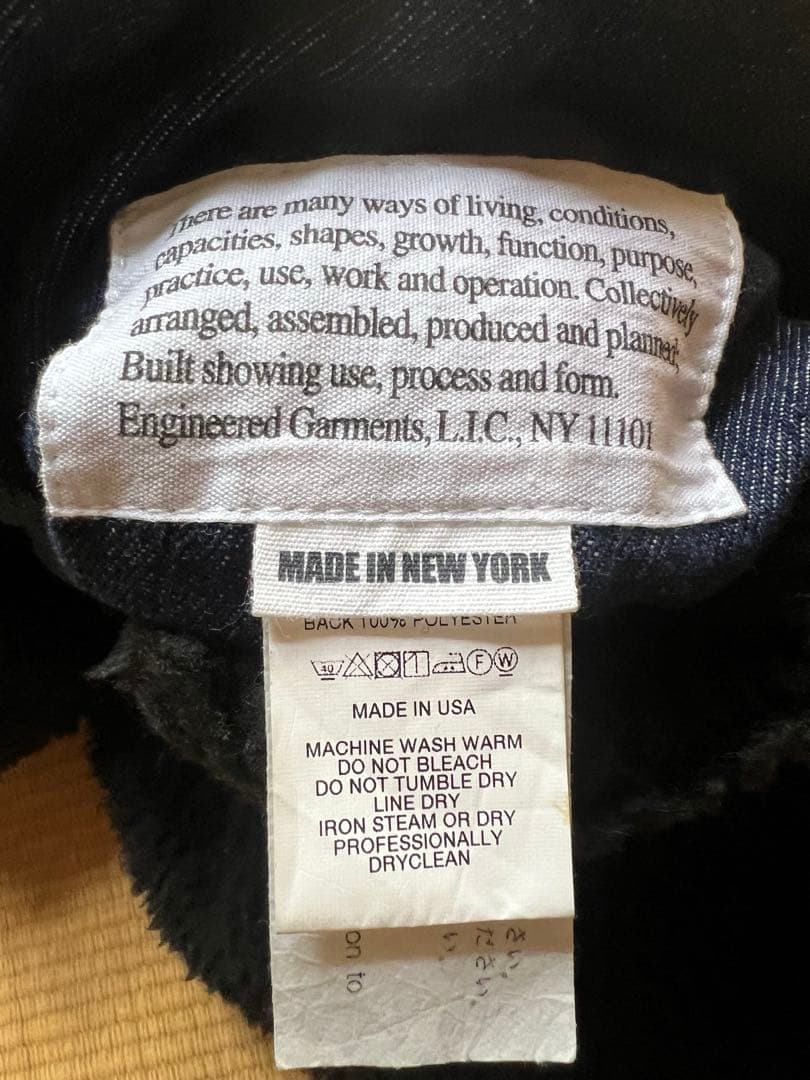 There are many ways of living, conditions,
capacities, shapes, growth, function, purpose,
practice, use, work and operation. Collectively
arranged, assembled, produced and planned,
Built showing use, process and form.
Engineered Garments, L.I.C., NY 11101
MADE IN NEW YORK
BACK 100% POLYESTER
40 F W
MADE IN USA
MACHINE WASH WARM
DO NOT BLEACH
DO NOT TUMBLE DRY
LINE DRY
IRON STEAM OR DRY
PROFESSIONALLY
DRYCLEAN
on to